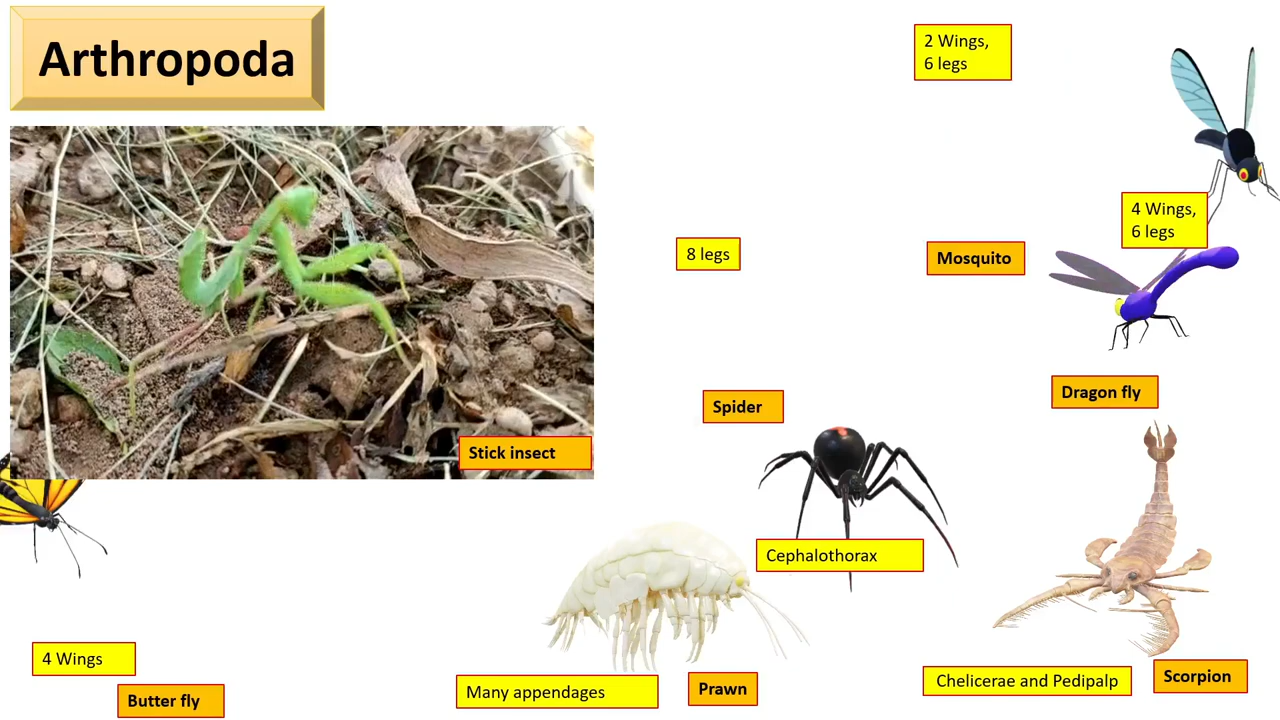 Arthropoda
2 Wings,
6 legs
4 Wings,
6 legs
8 legs
Mosquito
Dragon fly
Spider
Stick insect
Cephalothorax
4 Wings
Butter fly
Many appendages
Prawn
Chelicerae and Pedipalp
Scorpion